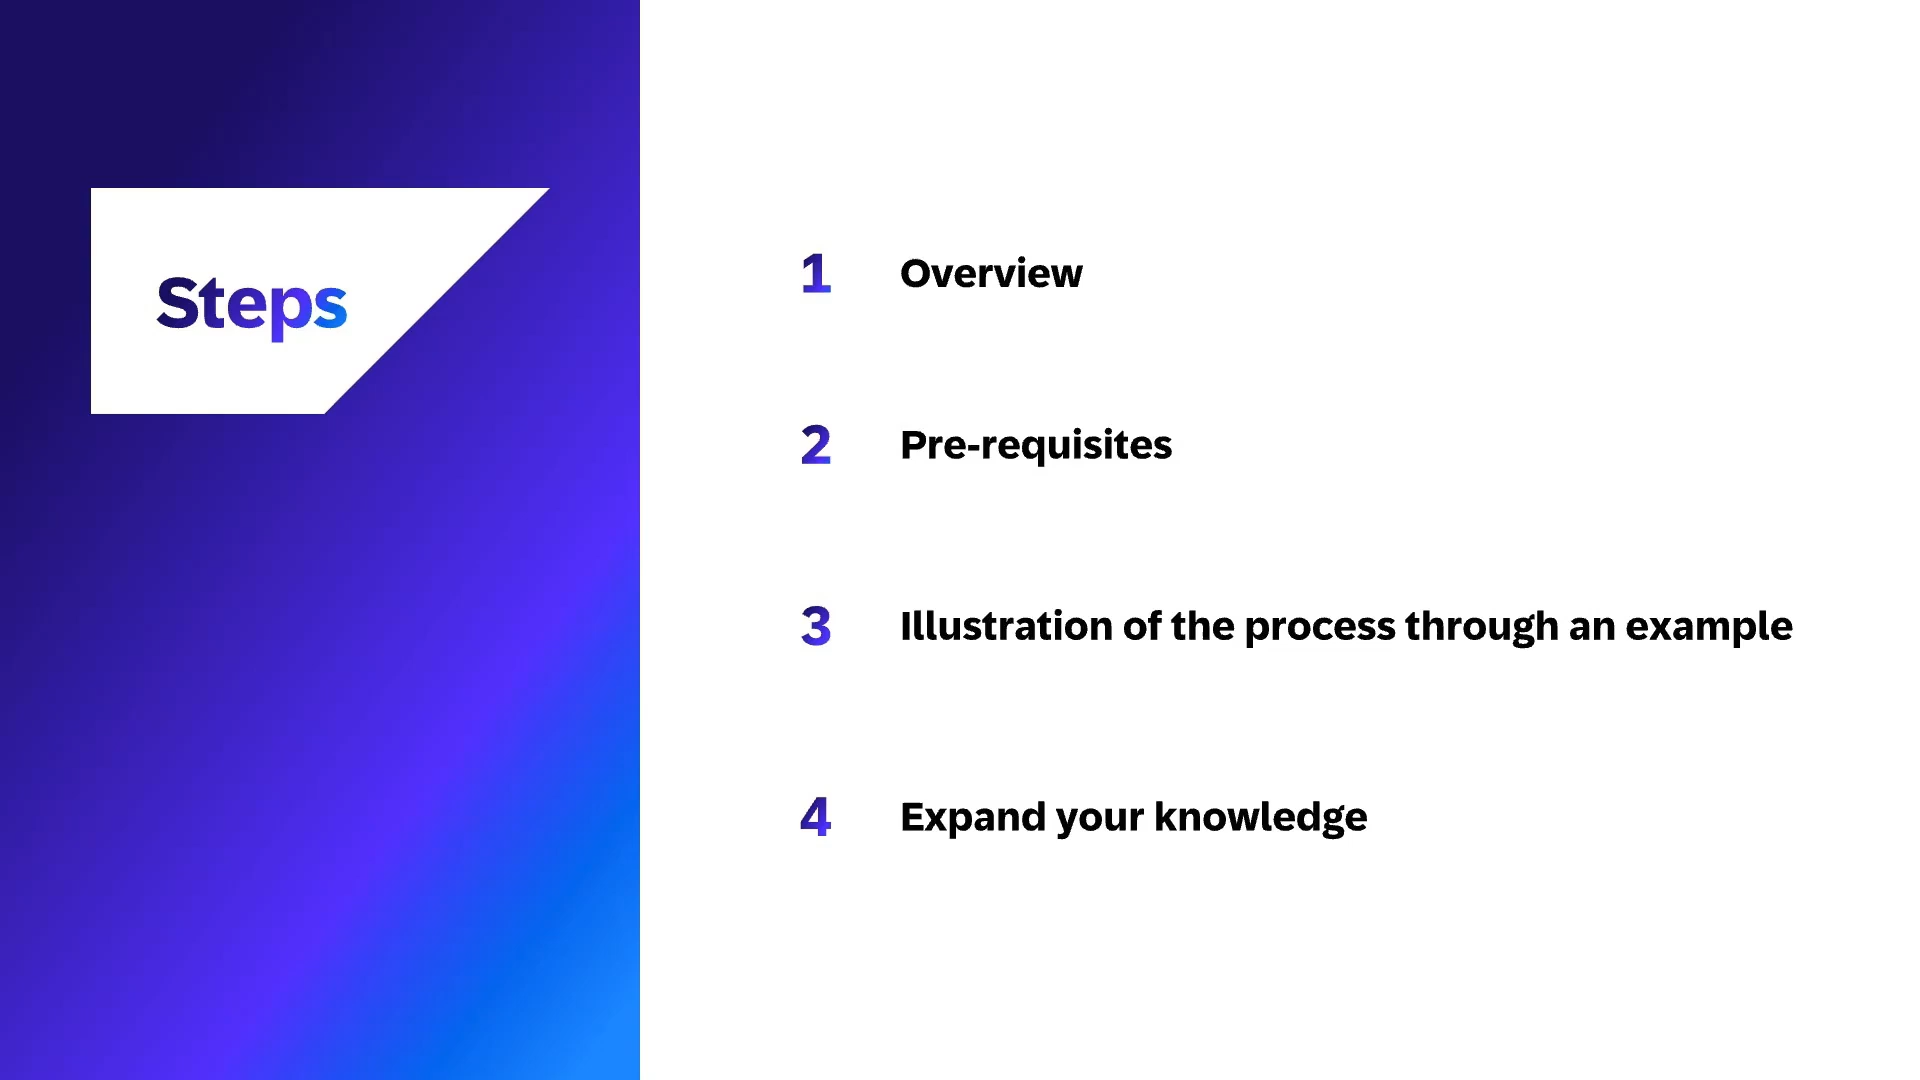 Steps
1 Overview
2 Pre-requisites
3 Illustration of the process through an example
4 Expand your knowledge